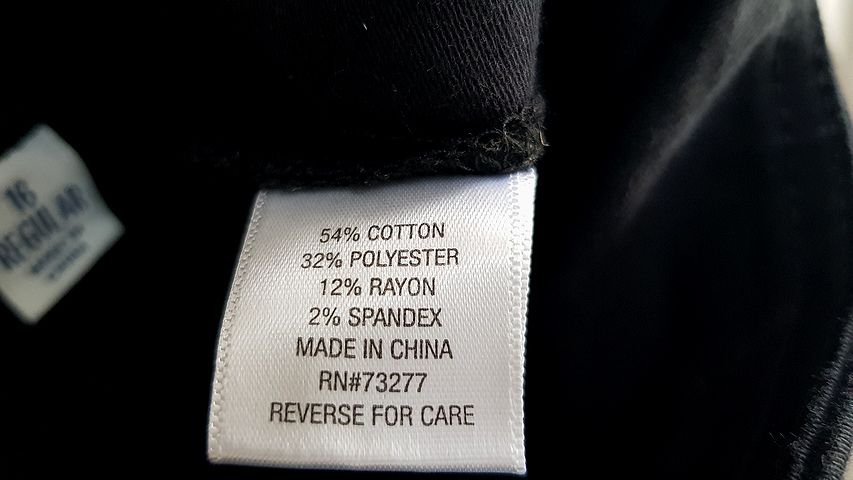 16
REGULAR
54% COTTON
32% POLYESTER
12% RAYON
2% SPANDEX
MADE IN CHINA
RN#73277
REVERSE FOR CARE